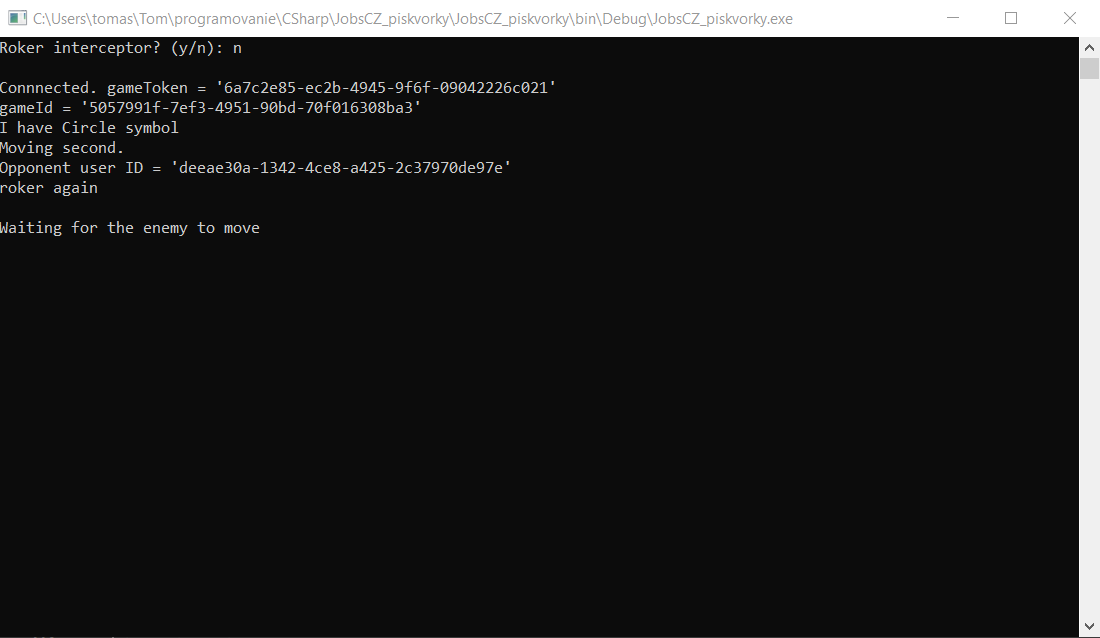 C:\Users\tomas\Tom\programovanie\CSharp\JobsCZ_piskvorky\JobsCZ_piskvorky\bin\Debug\JobsCZ_piskvorky.exe
Roker interceptor? (y/n): n
Connnected. gameToken = '6a7c2e85-ec2b-4945-9f6f-09042226c021'
gameId = '5057991f-7ef3-4951-90bd-70f016308ba3'
I have Circle symbol
Moving second.
Opponent user ID = 'deeae30a-1342-4ce8-a425-2c37970de97e'
roker again
Waiting for the enemy to move